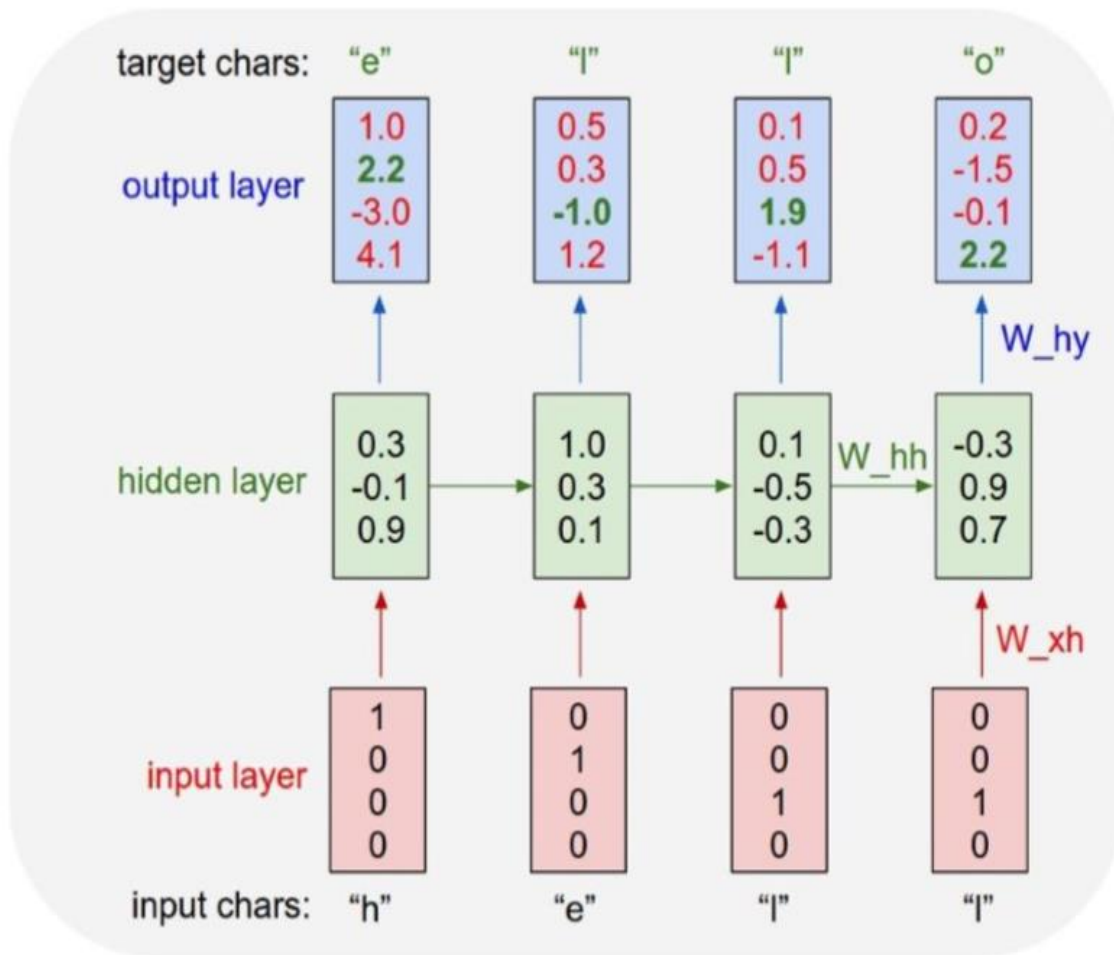 target chars: “e” “l” “l” “o”
1.0 0.5 0.1 0.2
2.2 0.3 0.5 -1.5
output layer
-3.0 -1.0 1.9 -0.1
4.1 1.2 -1.1 2.2
W_hy
0.3 1.0 0.1 -0.3
W_hh
hidden layer
-0.1 0.3 -0.5 0.9
0.9 0.1 -0.3 0.7
W_xh
1 0 0 0
0 1 0 0
input layer
0 0 1 1
0 0 0 0
input chars: “h” “e” “l” “l”